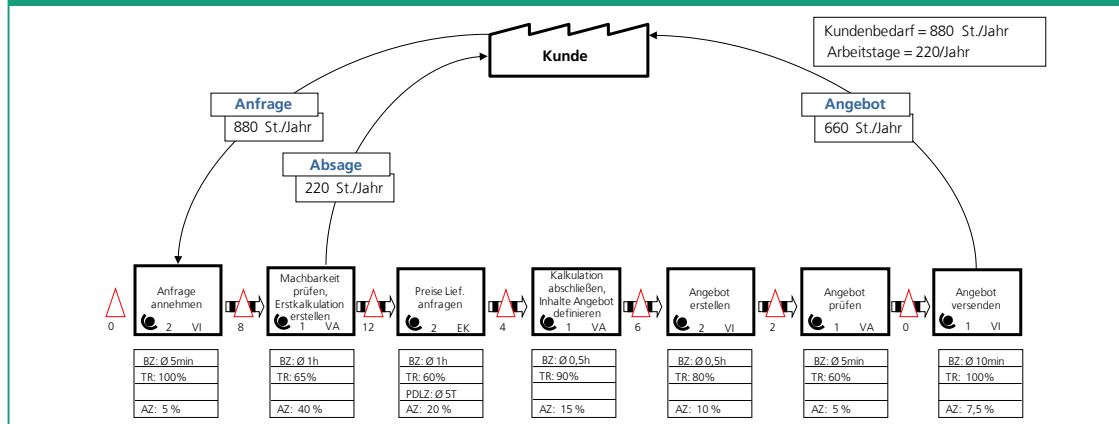 Kunde
Kundenbedarf = 880 St./Jahr
Arbeitstage = 220/Jahr
Anfrage
880 St./Jahr
Absage
220 St./Jahr
Angebot
660 St./Jahr
0
Anfrage
annehmen
2 VI
8
Machbarkeit
prüfen,
Erstkalkulation
erstellen
1 VA
12
Preise Lief.
anfragen
2 EK
4
Kalkulation
abschließen,
Inhalte Angebot
definieren
1 VA
6
Angebot
erstellen
2 VI
2
Angebot
prüfen
1 VA
0
Angebot
versenden
1 VI
BZ: Ø 5min
TR: 100%
AZ: 5 %
BZ: Ø 1h
TR: 65%
AZ: 40 %
BZ: Ø 1h
TR: 60%
PDLZ: Ø 5T
AZ: 20 %
BZ: Ø 0,5h
TR: 90%
AZ: 15 %
BZ: Ø 0,5h
TR: 80%
AZ: 10 %
BZ: Ø 5min
TR: 60%
AZ: 5 %
BZ: Ø 10min
TR: 100%
AZ: 7,5 %